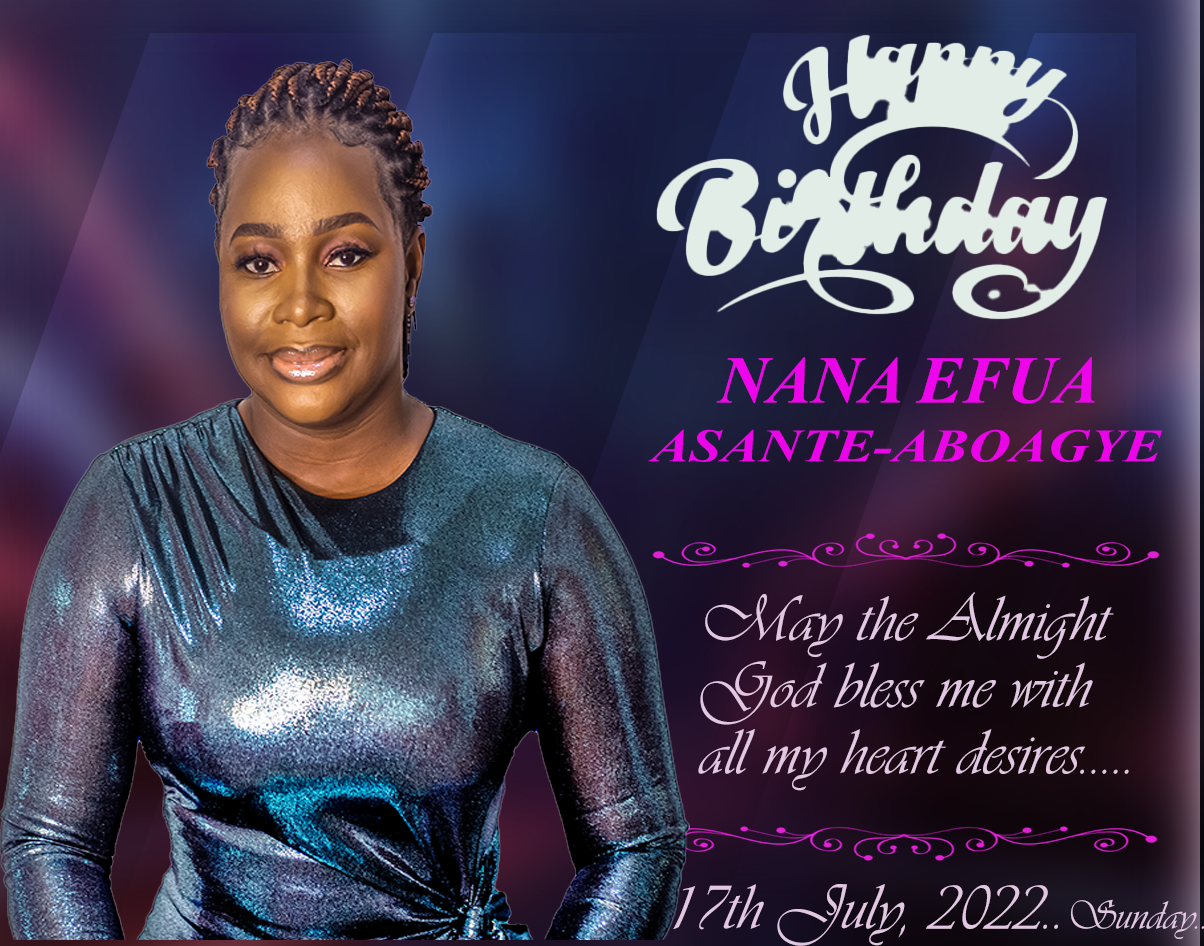 Happy
Birthday
NANA EFUA
ASANTE-ABOAGYE
May the Almight
God bless me with
all my heart desires.....
17th July, 2022.. Sunday.